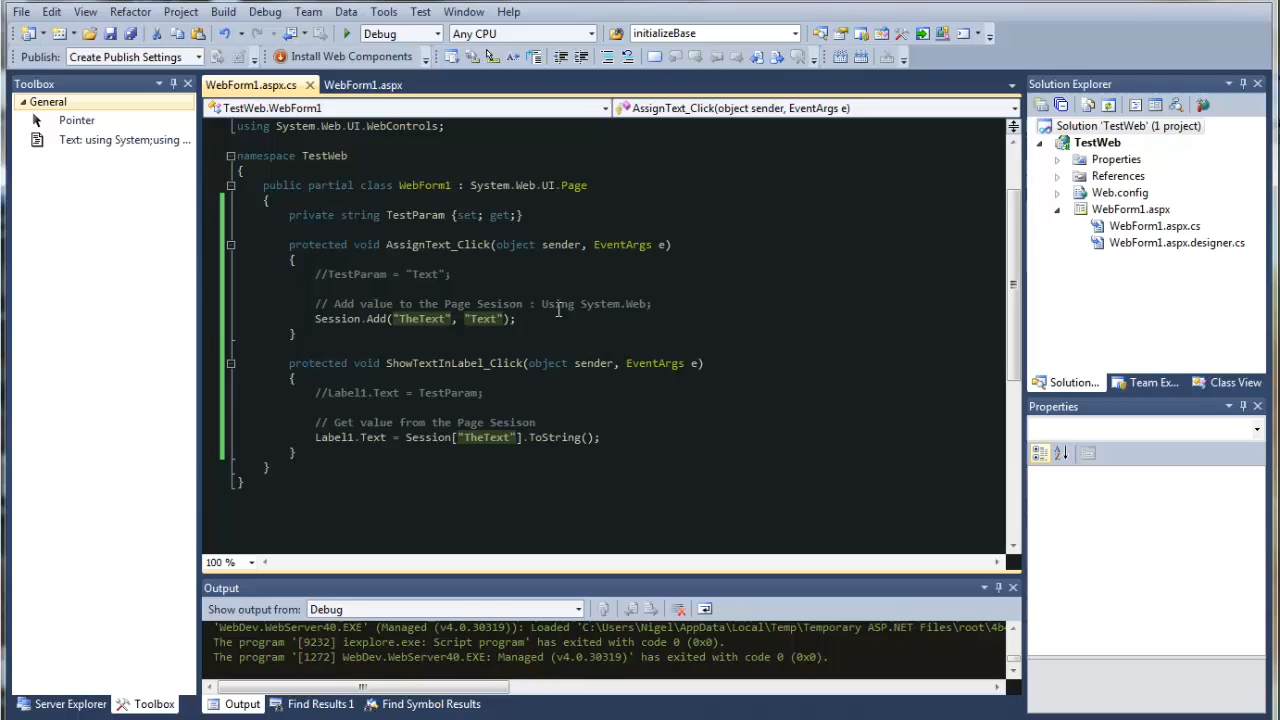 File Edit View Refactor Project Build Debug Team Data Tools Test Window Help
Debug Any CPU initializeBase
Publish: Create Publish Settings Install Web Components
Toolbox
General
Pointer
Text: using System;using ...
WebForm1.aspx.cs WebForm1.aspx
TestWeb.WebForm1 AssignText_Click(object sender, EventArgs e)
using System.Web.UI.WebControls;
namespace TestWeb
{
public partial class WebForm1 : System.Web.UI.Page
{
private string TestParam {set; get;}
protected void AssignText_Click(object sender, EventArgs e)
{
//TestParam = "Text";
// Add value to the Page Sesison : Using System.Web;
Session.Add("TheText", "Text");
}
protected void ShowTextInLabel_Click(object sender, EventArgs e)
{
//Label1.Text = TestParam;
// Get value from the Page Sesison
Label1.Text = Session["TheText"].ToString();
}
}
}
100 %
Output
Show output from: Debug
'WebDev.WebServer40.EXE' (Managed (v4.0.30319)): Loaded 'C:\Users\Nigel\AppData\Local\Temp\Temporary ASP.NET Files\root\4b
The program '[9232] iexplore.exe: Script program' has exited with code 0 (0x0).
The program '[1272] WebDev.WebServer40.EXE: Managed (v4.0.30319)' has exited with code 0 (0x0).
Server Explorer Toolbox
Output Find Results 1 Find Symbol Results
Solution Explorer
Solution 'TestWeb' (1 project)
TestWeb
Properties
References
Web.config
WebForm1.aspx
WebForm1.aspx.cs
WebForm1.aspx.designer.cs
Solution... Team Ex... Class View
Properties